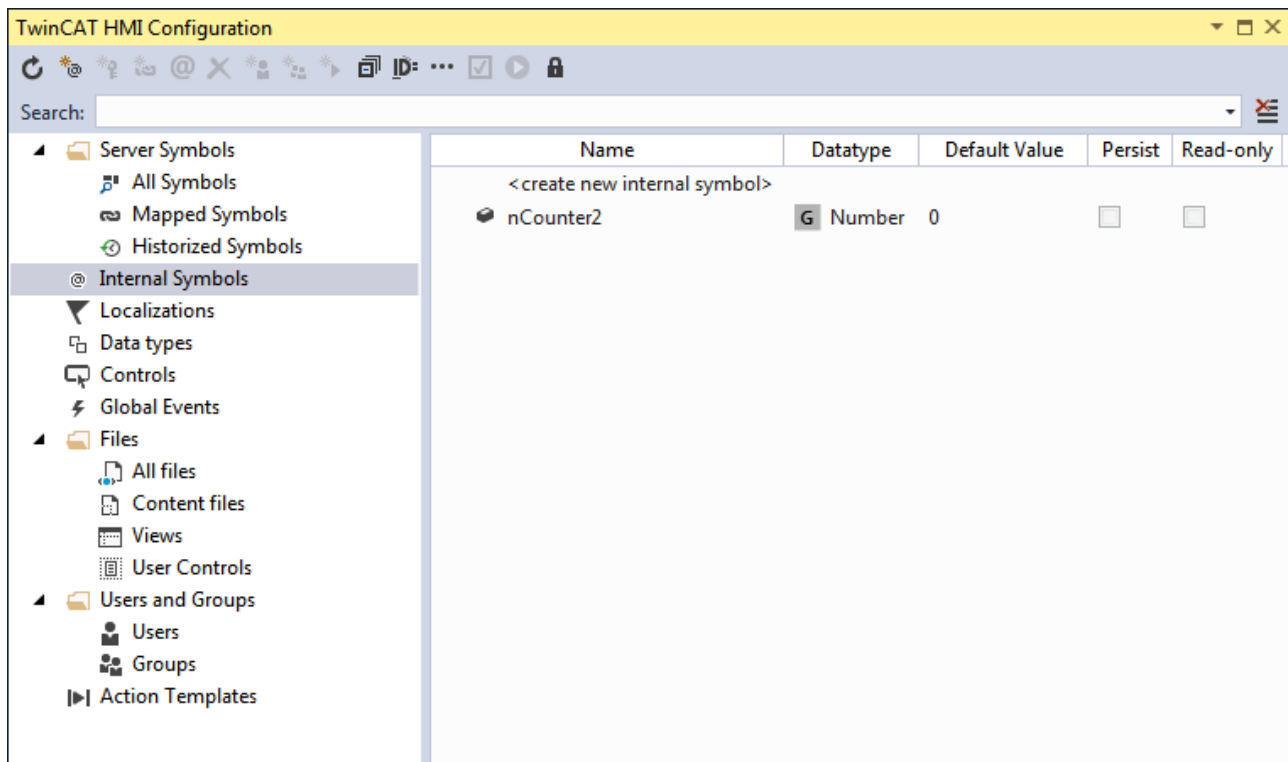 TwinCAT HMI Configuration
ID:
Search:
Server Symbols
All Symbols
Mapped Symbols
Historized Symbols
Internal Symbols
Localizations
Data types
Controls
Global Events
Files
All files
Content files
Views
User Controls
Users and Groups
Users
Groups
Action Templates
Name Datatype Default Value Persist Read-only
<create new internal symbol>
nCounter2 G Number 0